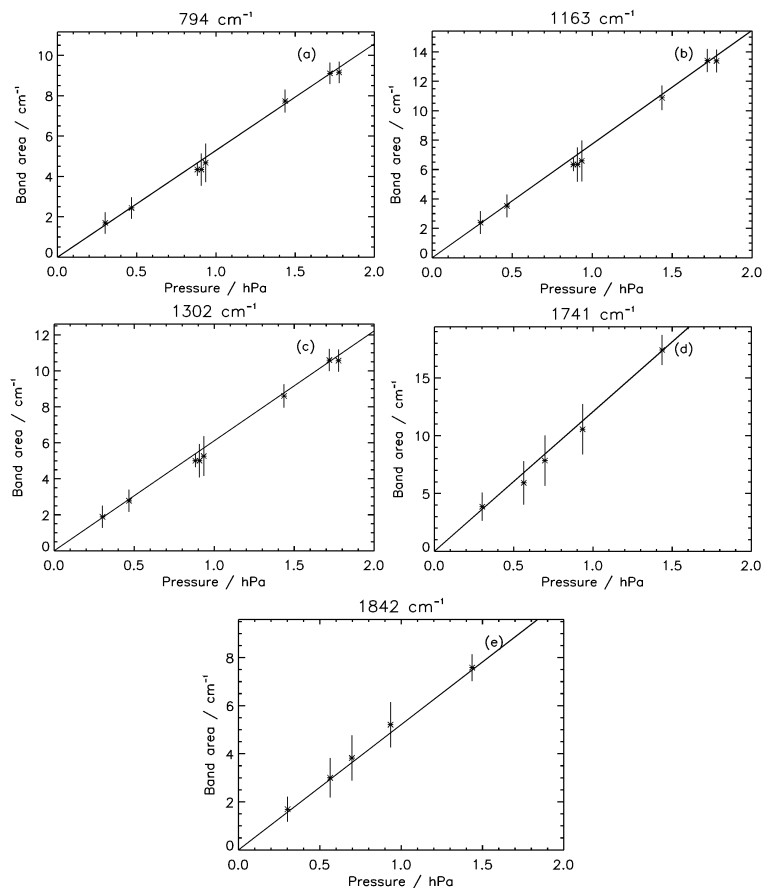 794 cm⁻¹
(a)
Band area / cm⁻¹
10
8
6
4
2
0
0.0 0.5 1.0 1.5 2.0
Pressure / hPa
1163 cm⁻¹
(b)
Band area / cm⁻¹
14
12
10
8
6
4
2
0
0.0 0.5 1.0 1.5 2.0
Pressure / hPa
1302 cm⁻¹
(c)
Band area / cm⁻¹
12
10
8
6
4
2
0
0.0 0.5 1.0 1.5 2.0
Pressure / hPa
1741 cm⁻¹
(d)
Band area / cm⁻¹
15
10
5
0
0.0 0.5 1.0 1.5 2.0
Pressure / hPa
1842 cm⁻¹
(e)
Band area / cm⁻¹
8
6
4
2
0
0.0 0.5 1.0 1.5 2.0
Pressure / hPa